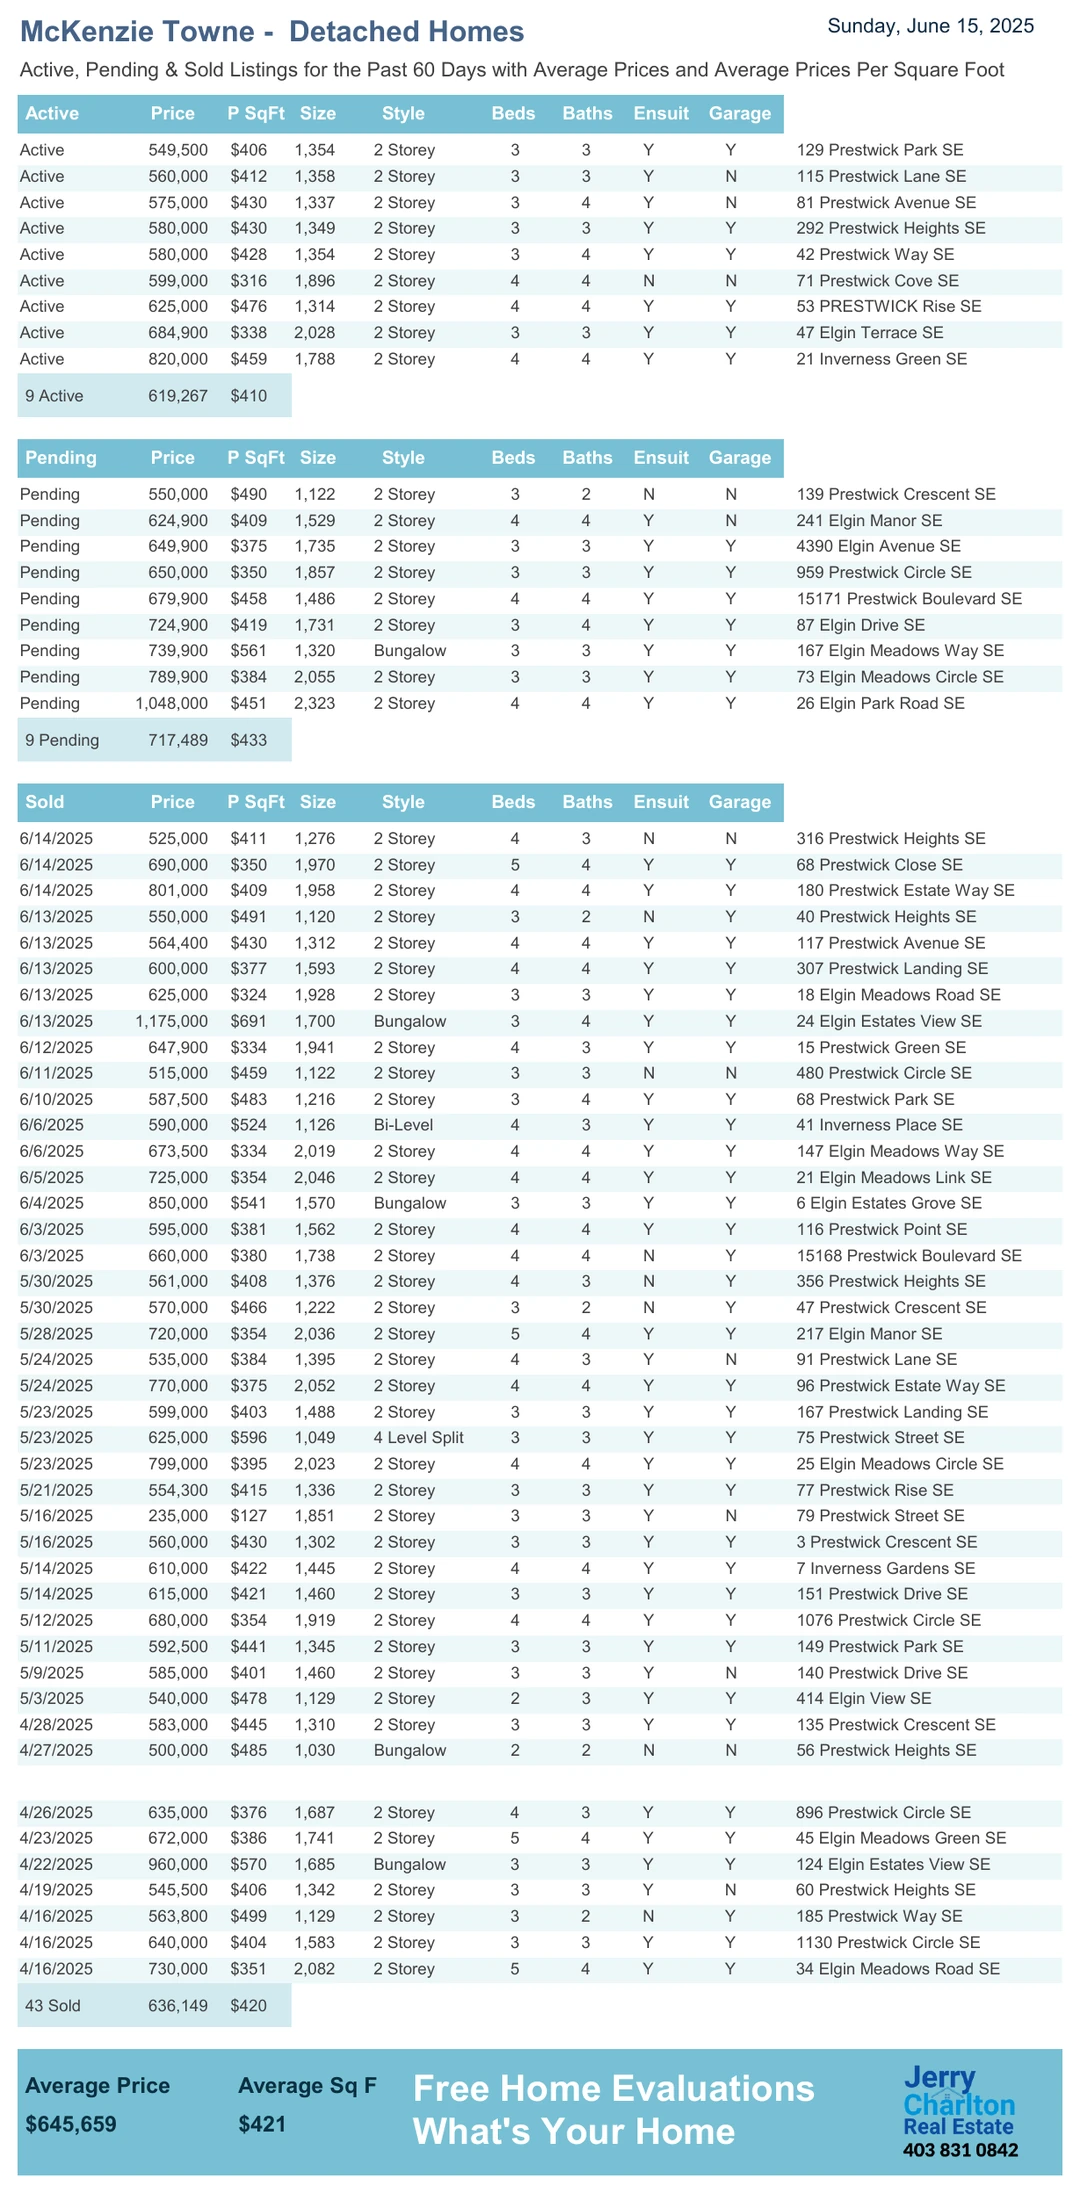 McKenzie Towne -  Detached Homes
Sunday, June 15, 2025
Active, Pending & Sold Listings for the Past 60 Days with Average Prices and Average Prices Per Square Foot
Active Price P SqFt Size Style Beds Baths Ensuit Garage
Active 549,500 $406 1,354 2 Storey 3 3 Y Y 129 Prestwick Park SE
Active 560,000 $412 1,358 2 Storey 3 3 Y N 115 Prestwick Lane SE
Active 575,000 $430 1,337 2 Storey 3 4 Y N 81 Prestwick Avenue SE
Active 580,000 $430 1,349 2 Storey 3 3 Y Y 292 Prestwick Heights SE
Active 580,000 $428 1,354 2 Storey 3 4 Y Y 42 Prestwick Way SE
Active 599,000 $316 1,896 2 Storey 4 4 N N 71 Prestwick Cove SE
Active 625,000 $476 1,314 2 Storey 4 4 Y Y 53 PRESTWICK Rise SE
Active 684,900 $338 2,028 2 Storey 3 3 Y Y 47 Elgin Terrace SE
Active 820,000 $459 1,788 2 Storey 4 4 Y Y 21 Inverness Green SE
9 Active 619,267 $410
Pending Price P SqFt Size Style Beds Baths Ensuit Garage
Pending 550,000 $490 1,122 2 Storey 3 2 N N 139 Prestwick Crescent SE
Pending 624,900 $409 1,529 2 Storey 4 4 Y N 241 Elgin Manor SE
Pending 649,900 $375 1,735 2 Storey 3 3 Y Y 4390 Elgin Avenue SE
Pending 650,000 $350 1,857 2 Storey 3 3 Y Y 959 Prestwick Circle SE
Pending 679,900 $458 1,486 2 Storey 4 4 Y Y 15171 Prestwick Boulevard SE
Pending 724,900 $419 1,731 2 Storey 3 4 Y Y 87 Elgin Drive SE
Pending 739,900 $561 1,320 Bungalow 3 3 Y Y 167 Elgin Meadows Way SE
Pending 789,900 $384 2,055 2 Storey 3 3 Y Y 73 Elgin Meadows Circle SE
Pending 1,048,000 $451 2,323 2 Storey 4 4 Y Y 26 Elgin Park Road SE
9 Pending 717,489 $433
Sold Price P SqFt Size Style Beds Baths Ensuit Garage
6/14/2025 525,000 $411 1,276 2 Storey 4 3 N N 316 Prestwick Heights SE
6/14/2025 690,000 $350 1,970 2 Storey 5 4 Y Y 68 Prestwick Close SE
6/14/2025 801,000 $409 1,958 2 Storey 4 4 Y Y 180 Prestwick Estate Way SE
6/13/2025 550,000 $491 1,120 2 Storey 3 2 N Y 40 Prestwick Heights SE
6/13/2025 564,400 $430 1,312 2 Storey 4 4 Y Y 117 Prestwick Avenue SE
6/13/2025 600,000 $377 1,593 2 Storey 4 4 Y Y 307 Prestwick Landing SE
6/13/2025 625,000 $324 1,928 2 Storey 3 3 Y Y 18 Elgin Meadows Road SE
6/13/2025 1,175,000 $691 1,700 Bungalow 3 4 Y Y 24 Elgin Estates View SE
6/12/2025 647,900 $334 1,941 2 Storey 4 3 Y Y 15 Prestwick Green SE
6/11/2025 515,000 $459 1,122 2 Storey 3 3 N N 480 Prestwick Circle SE
6/10/2025 587,500 $483 1,216 2 Storey 3 4 Y Y 68 Prestwick Park SE
6/6/2025 590,000 $524 1,126 Bi-Level 4 3 Y Y 41 Inverness Place SE
6/6/2025 673,500 $334 2,019 2 Storey 4 4 Y Y 147 Elgin Meadows Way SE
6/5/2025 725,000 $354 2,046 2 Storey 4 4 Y Y 21 Elgin Meadows Link SE
6/4/2025 850,000 $541 1,570 Bungalow 3 3 Y Y 6 Elgin Estates Grove SE
6/3/2025 595,000 $381 1,562 2 Storey 4 4 Y Y 116 Prestwick Point SE
6/3/2025 660,000 $380 1,738 2 Storey 4 4 N Y 15168 Prestwick Boulevard SE
5/30/2025 561,000 $408 1,376 2 Storey 4 3 N Y 356 Prestwick Heights SE
5/30/2025 570,000 $466 1,222 2 Storey 3 2 N Y 47 Prestwick Crescent SE
5/28/2025 720,000 $354 2,036 2 Storey 5 4 Y Y 217 Elgin Manor SE
5/24/2025 535,000 $384 1,395 2 Storey 4 3 Y N 91 Prestwick Lane SE
5/24/2025 770,000 $375 2,052 2 Storey 4 4 Y Y 96 Prestwick Estate Way SE
5/23/2025 599,000 $403 1,488 2 Storey 3 3 Y Y 167 Prestwick Landing SE
5/23/2025 625,000 $596 1,049 4 Level Split 3 3 Y Y 75 Prestwick Street SE
5/23/2025 799,000 $395 2,023 2 Storey 4 4 Y Y 25 Elgin Meadows Circle SE
5/21/2025 554,300 $415 1,336 2 Storey 3 3 Y Y 77 Prestwick Rise SE
5/16/2025 235,000 $127 1,851 2 Storey 3 3 Y N 79 Prestwick Street SE
5/16/2025 560,000 $430 1,302 2 Storey 3 3 Y Y 3 Prestwick Crescent SE
5/14/2025 610,000 $422 1,445 2 Storey 4 4 Y Y 7 Inverness Gardens SE
5/14/2025 615,000 $421 1,460 2 Storey 3 3 Y Y 151 Prestwick Drive SE
5/12/2025 680,000 $354 1,919 2 Storey 4 4 Y Y 1076 Prestwick Circle SE
5/11/2025 592,500 $441 1,345 2 Storey 3 3 Y Y 149 Prestwick Park SE
5/9/2025 585,000 $401 1,460 2 Storey 3 3 Y N 140 Prestwick Drive SE
5/3/2025 540,000 $478 1,129 2 Storey 2 3 Y Y 414 Elgin View SE
4/28/2025 583,000 $445 1,310 2 Storey 3 3 Y Y 135 Prestwick Crescent SE
4/27/2025 500,000 $485 1,030 Bungalow 2 2 N N 56 Prestwick Heights SE
4/26/2025 635,000 $376 1,687 2 Storey 4 3 Y Y 896 Prestwick Circle SE
4/23/2025 672,000 $386 1,741 2 Storey 5 4 Y Y 45 Elgin Meadows Green SE
4/22/2025 960,000 $570 1,685 Bungalow 3 3 Y Y 124 Elgin Estates View SE
4/19/2025 545,500 $406 1,342 2 Storey 3 3 Y N 60 Prestwick Heights SE
4/16/2025 563,800 $499 1,129 2 Storey 3 2 N Y 185 Prestwick Way SE
4/16/2025 640,000 $404 1,583 2 Storey 3 3 Y Y 1130 Prestwick Circle SE
4/16/2025 730,000 $351 2,082 2 Storey 5 4 Y Y 34 Elgin Meadows Road SE
43 Sold 636,149 $420
Average Price Average Sq F
$645,659 $421
Free Home Evaluations
What's Your Home
Jerry
Charlton
Real Estate
403 831 0842